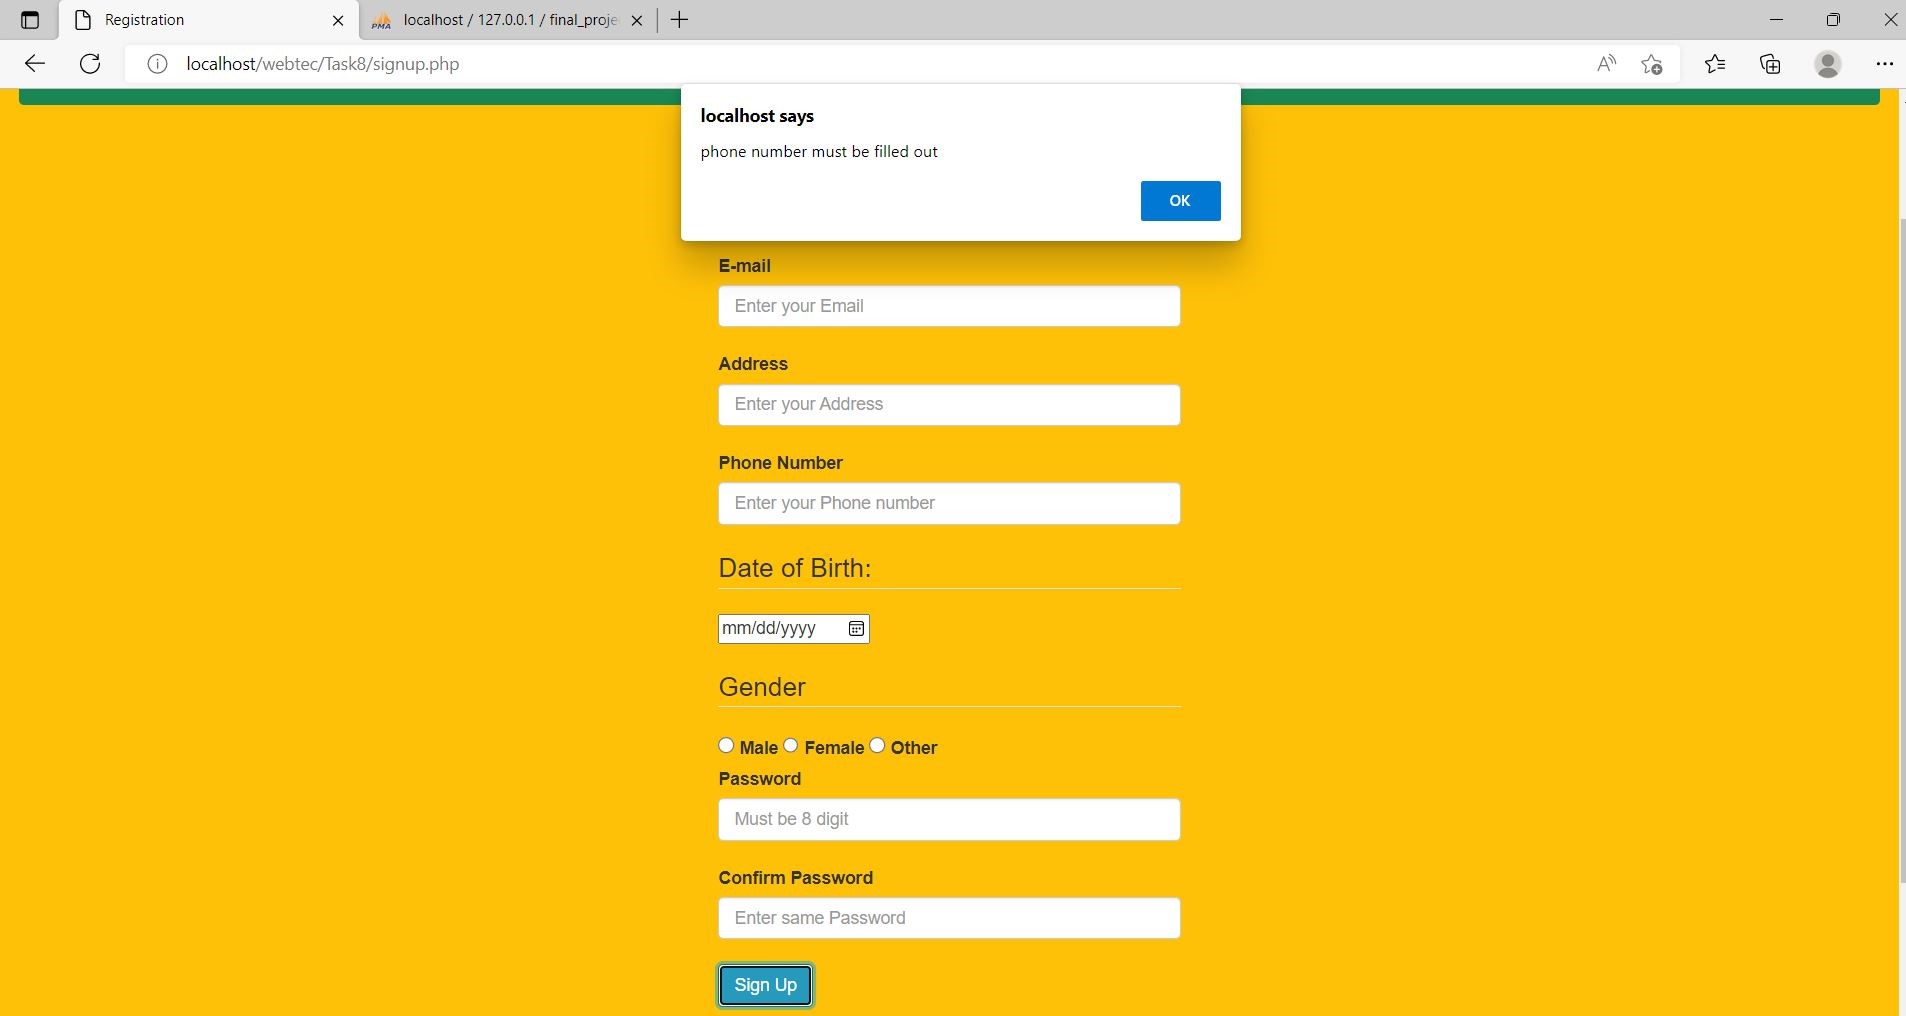 Registration
PMA localhost / 127.0.0.1 / final_proje
localhost/webtec/Task8/signup.php
localhost says
phone number must be filled out
OK
E-mail
Enter your Email
Address
Enter your Address
Phone Number
Enter your Phone number
Date of Birth:
mm/dd/yyyy
Gender
Male Female Other
Password
Must be 8 digit
Confirm Password
Enter same Password
Sign Up